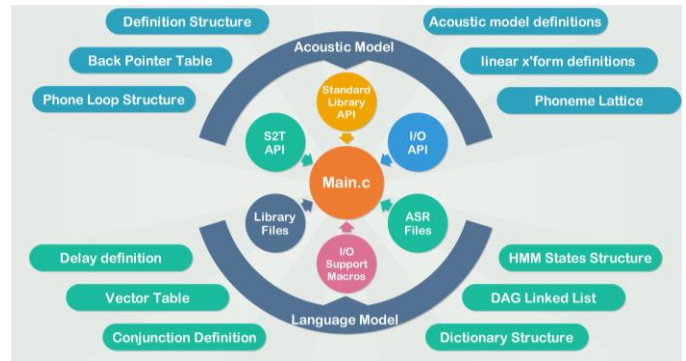 Definition Structure
Acoustic model definitions
Acoustic Model
Back Pointer Table
linear x'form definitions
Phone Loop Structure
Phoneme Lattice
Standard
Library
API
S2T
API
I/O
API
Main.c
Library
Files
ASR
Files
I/O
Support
Macros
Delay definition
HMM States Structure
Vector Table
DAG Linked List
Language Model
Conjunction Definition
Dictionary Structure